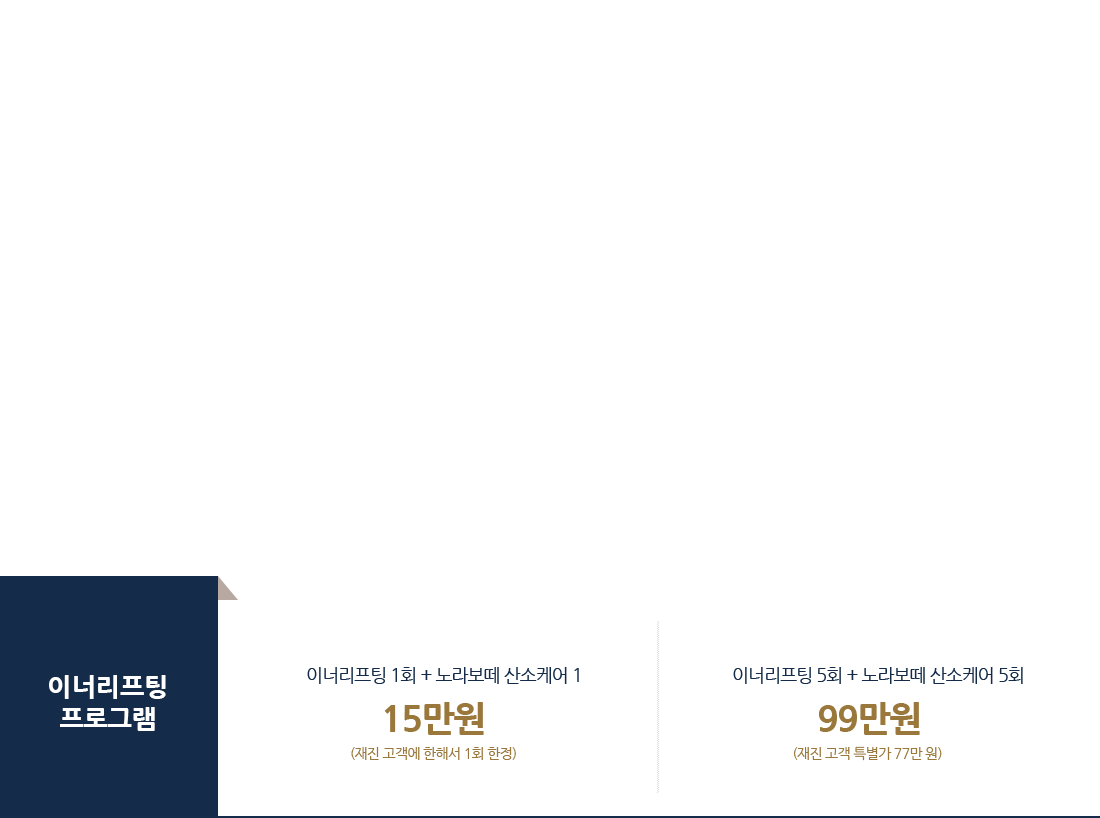 이너리프팅
프로그램
이너리프팅 1회 + 노라보떼 산소케어 1
15만원
(재진 고객에 한해서 1회 한정)
이너리프팅 5회 + 노라보떼 산소케어 5회
99만원
(재진 고객 특별가 77만 원)